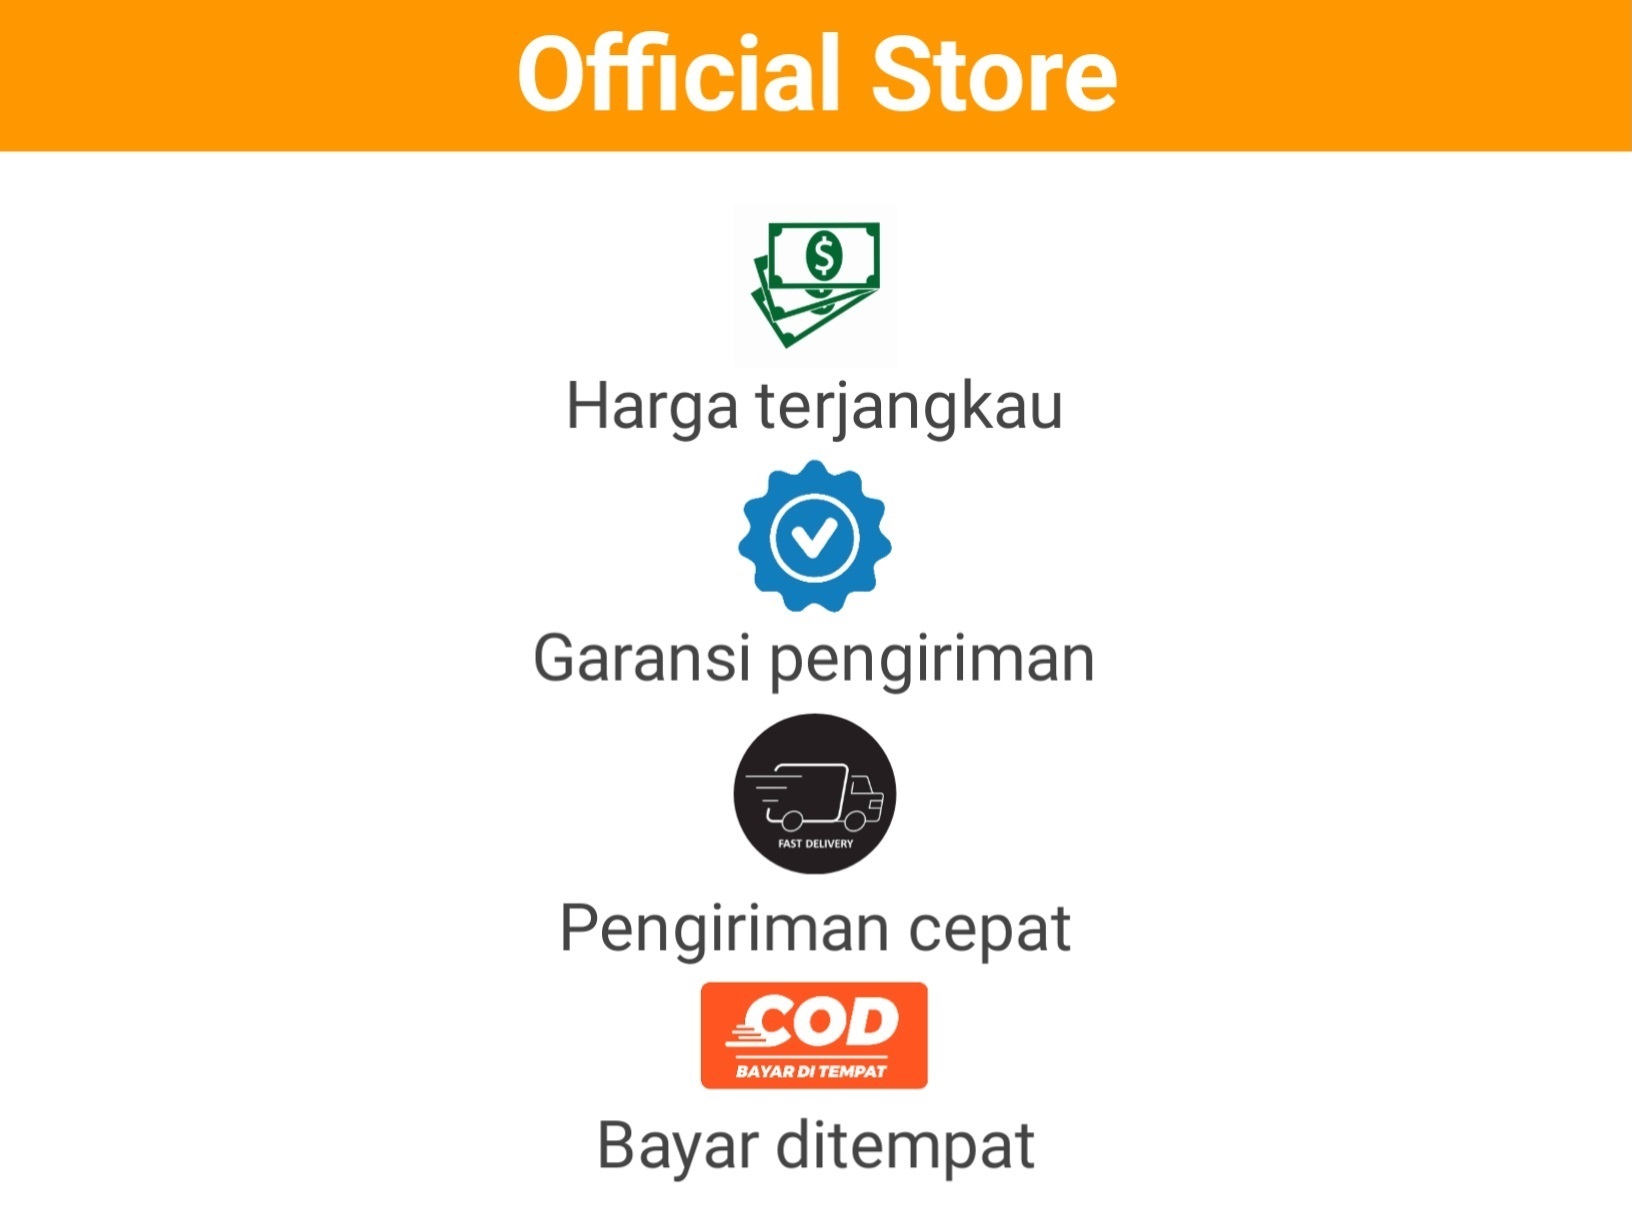 Official Store
$
Harga terjangkau
Garansi pengiriman
FAST DELIVERY
Pengiriman cepat
COD
BAYAR DI TEMPAT
Bayar ditempat